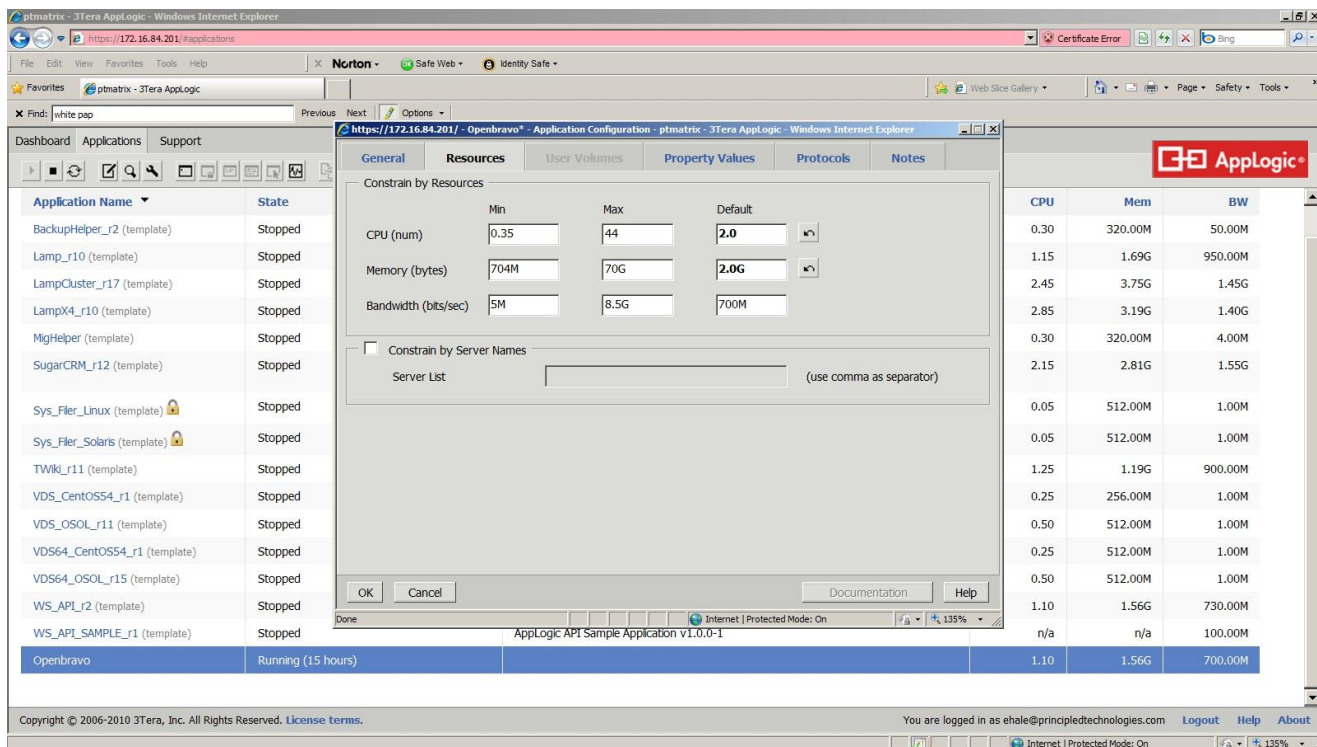 ptmatrix - 3Tera AppLogic - Windows Internet Explorer
https://172.16.84.201/#applications
Certificate Error
Bing
File Edit View Favorites Tools Help
X Norton - Safe Web - Identity Safe -
Favorites
ptmatrix - 3Tera AppLogic
Web Slice Gallery
Page Safety Tools
X Find: white pap
Previous Next Options
Dashboard Applications Support
AppLogic
https://172.16.84.201/ - Openbravo* - Application Configuration - ptmatrix - 3Tera AppLogic - Windows Internet Explorer
General Resources User Volumes Property Values Protocols Notes
Constrain by Resources
Min Max Default
CPU (num) 0.35 44 2.0
Memory (bytes) 704M 70G 2.0G
Bandwidth (bits/sec) 5M 8.5G 700M
Constrain by Server Names
Server List (use comma as separator)
OK Cancel Documentation Help
Done Internet | Protected Mode: On 135%
Application Name State CPU Mem BW
BackupHelper_r2 (template) Stopped 0.30 320.00M 50.00M
Lamp_r10 (template) Stopped 1.15 1.69G 950.00M
LampCluster_r17 (template) Stopped 2.45 3.75G 1.45G
LampX4_r10 (template) Stopped 2.85 3.19G 1.40G
MigHelper (template) Stopped 0.30 320.00M 4.00M
SugarCRM_r12 (template) Stopped 2.15 2.81G 1.55G
Sys_Filer_Linux (template) Stopped 0.05 512.00M 1.00M
Sys_Filer_Solaris (template) Stopped 0.05 512.00M 1.00M
TWiki_r11 (template) Stopped 1.25 1.19G 900.00M
VDS_CentOS54_r1 (template) Stopped 0.25 256.00M 1.00M
VDS_OSOL_r11 (template) Stopped 0.50 512.00M 1.00M
VDS64_CentOS54_r1 (template) Stopped 0.25 512.00M 1.00M
VDS64_OSOL_r15 (template) Stopped 0.50 512.00M 1.00M
WS_API_r2 (template) Stopped 1.10 1.56G 730.00M
WS_API_SAMPLE_r1 (template) Stopped AppLogic API Sample Application v1.0.0-1 n/a n/a 100.00M
Openbravo Running (15 hours) 1.10 1.56G 700.00M
Copyright © 2006-2010 3Tera, Inc. All Rights Reserved. License terms.
You are logged in as ehale@principledtechnologies.com Logout Help About
Internet | Protected Mode: On 135%